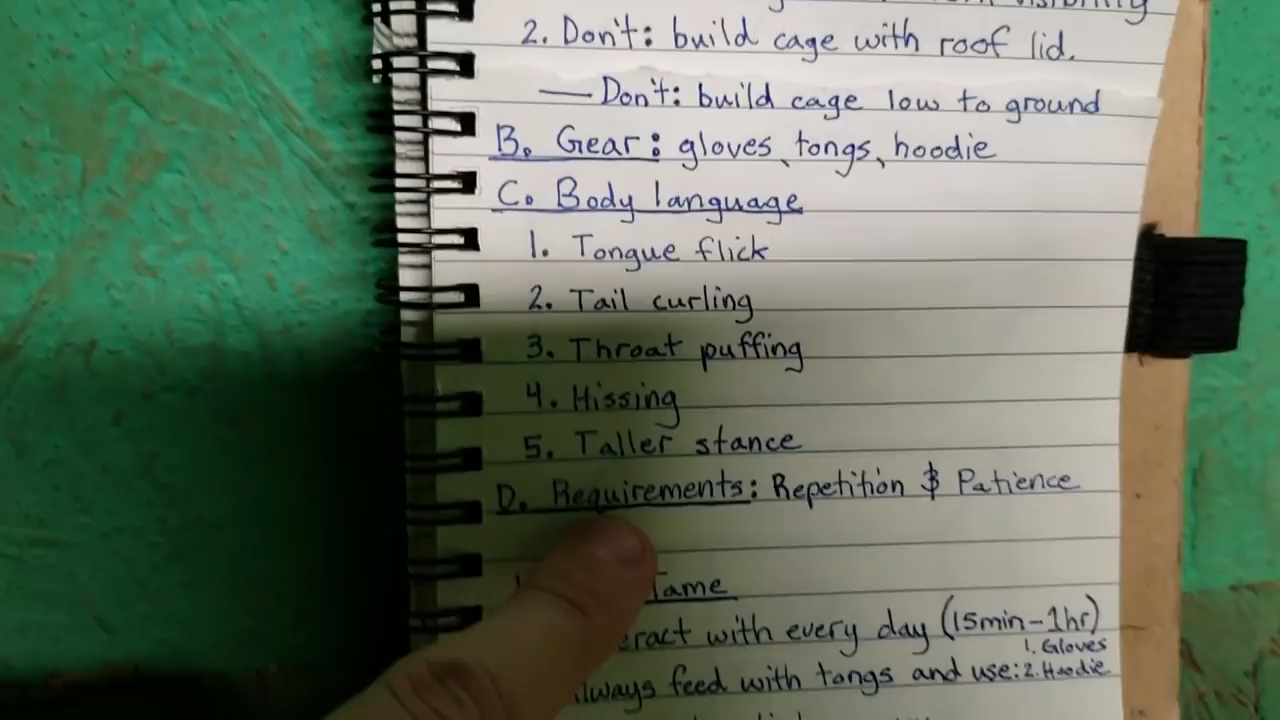 visibility
2. Don't: build cage with roof lid.
— Don't: build cage low to ground
B. Gear: gloves, tongs, hoodie
C. Body language
1. Tongue flick
2. Tail curling
3. Throat puffing
4. Hissing
5. Taller stance
D. Requirements: Repetition & Patience
Tame
eract with every day (15min-1hr)
1. Gloves
lways feed with tongs and use: 2. Hoodie